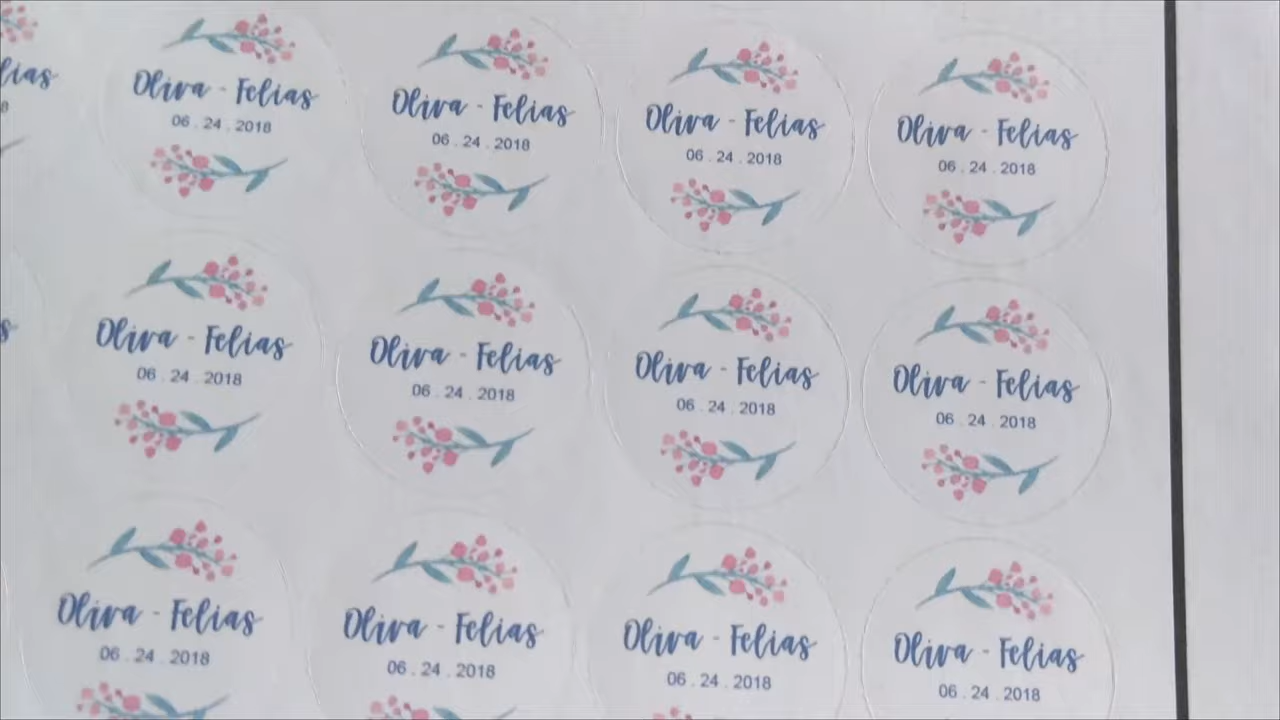 Oliva - Felias
06 . 24 . 2018
Oliva - Felias
06 . 24 . 2018
Oliva - Felias
06 . 24 . 2018
Oliva - Felias
06 . 24 . 2018
Oliva - Felias
06 . 24 . 2018
Oliva - Felias
06 . 24 . 2018
Oliva - Felias
06 . 24 . 2018
Oliva - Felias
06 . 24 . 2018
Oliva - Felias
06 . 24 . 2018
Oliva - Felias
06 . 24 . 2018
Oliva - Felias
06 . 24 . 2018
Oliva - Felias
06 . 24 . 2018